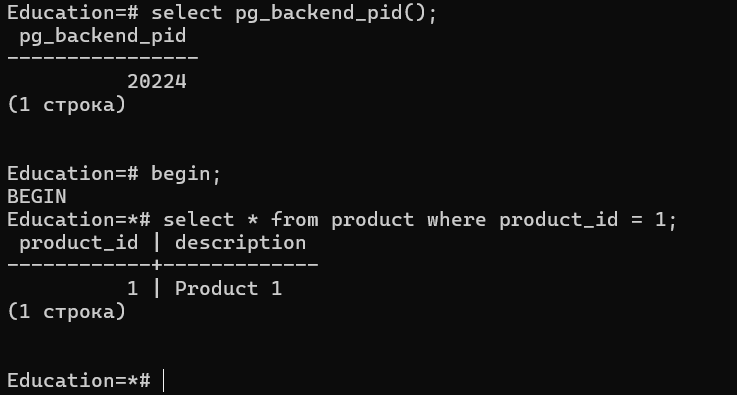 Education=# select pg_backend_pid();
 pg_backend_pid
----------------
          20224
(1 строка)
Education=# begin;
BEGIN
Education=*# select * from product where product_id = 1;
 product_id | description
------------+-------------
          1 | Product 1
(1 строка)
Education=*#